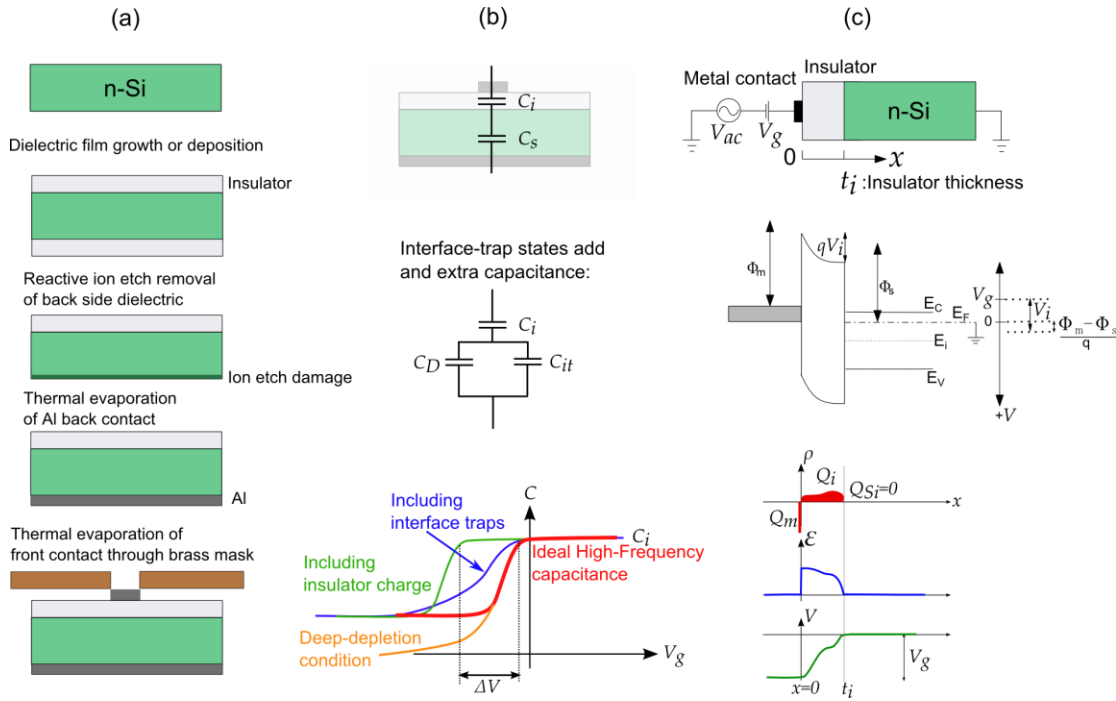 (a)
n-Si
Dielectric film growth or deposition
Insulator
Reactive ion etch removal
of back side dielectric
Ion etch damage
Thermal evaporation
of Al back contact
Al
Thermal evaporation of
front contact through brass mask
(b)
C_i
C_s
Interface-trap states add
and extra capacitance:
C_i
C_D
C_it
C
Including
interface traps
C_i
Ideal High-Frequency
capacitance
Including
insulator charge
Deep-depletion
condition
V_g
ΔV
(c)
Metal contact
Insulator
n-Si
V_ac
V_g
0
x
t_i :Insulator thickness
qV_i
Φ_m
Φ_s
E_C
E_F
E_i
E_V
V_g
V_i
0
Φ_m−Φ_s
q
+V
ρ
Q_i
Q_Si=0
x
Q_m
ℰ
V
V_g
x=0
t_i